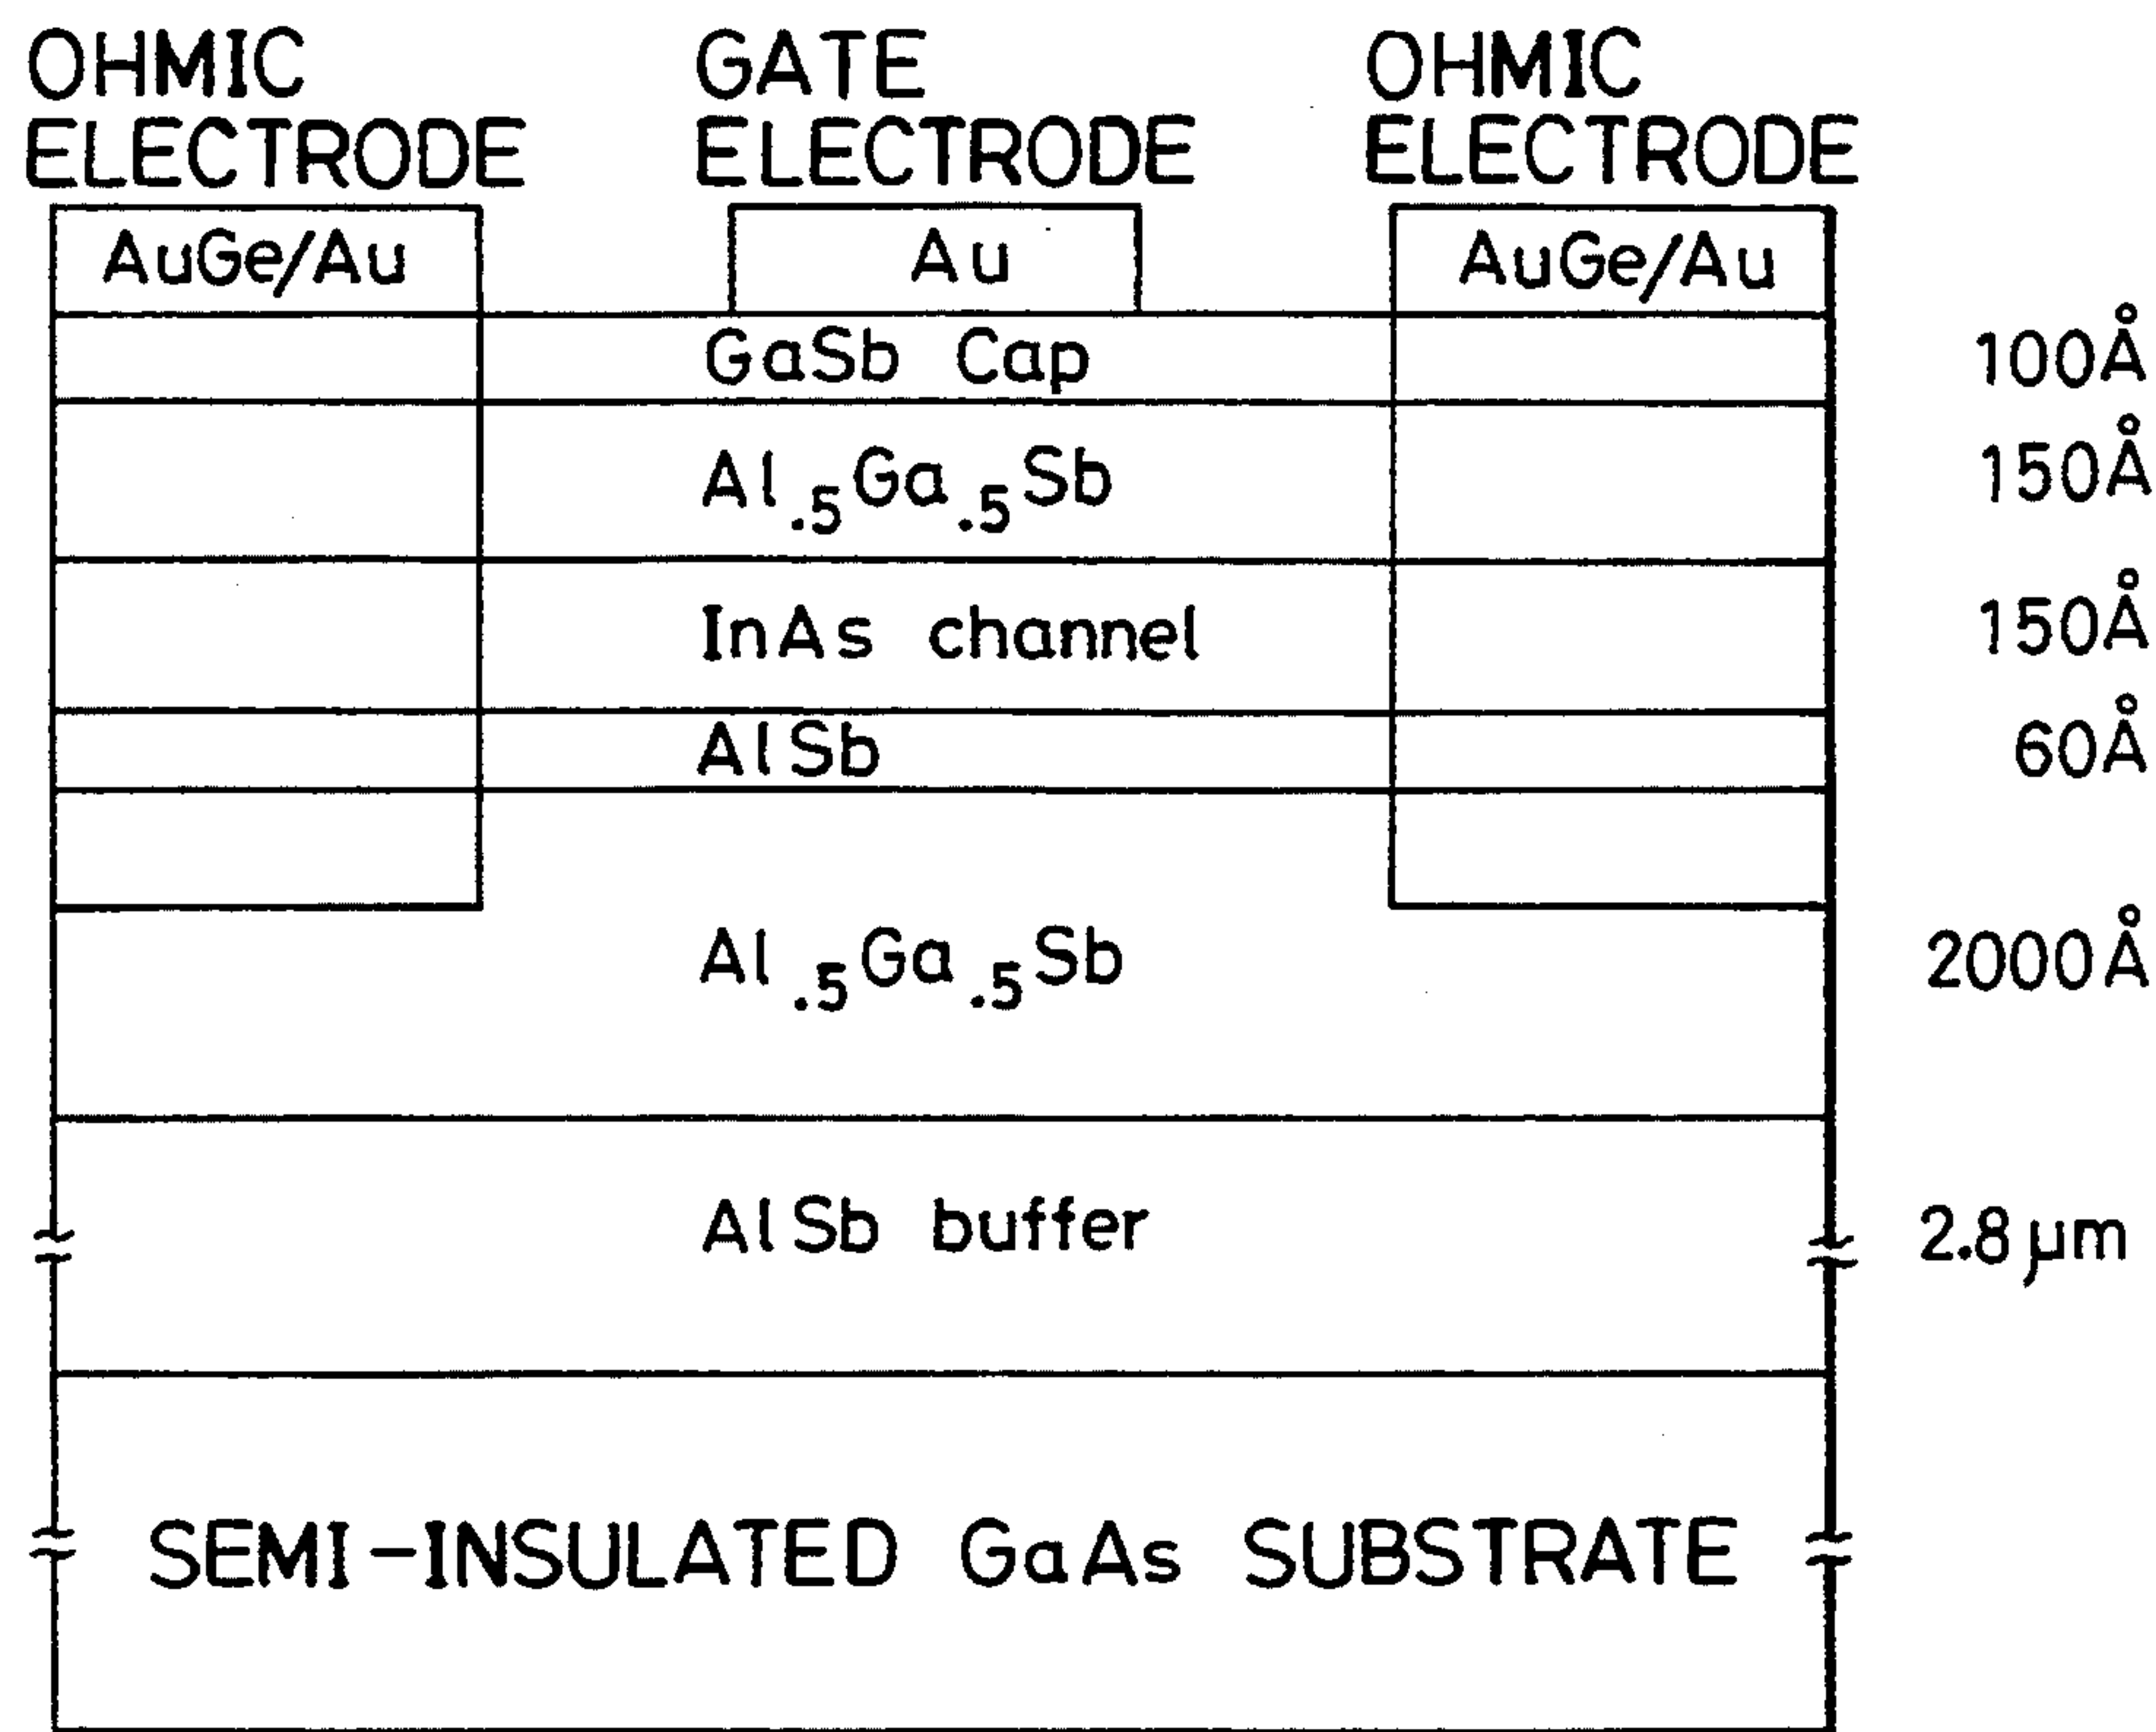 OHMIC ELECTRODE
GATE ELECTRODE
OHMIC ELECTRODE
AuGe/Au
Au
AuGe/Au
GaSb Cap 100Å
Al.5Ga.5Sb 150Å
InAs channel 150Å
AlSb 60Å
Al.5Ga.5Sb 2000Å
AlSb buffer 2.8μm
SEMI-INSULATED GaAs SUBSTRATE